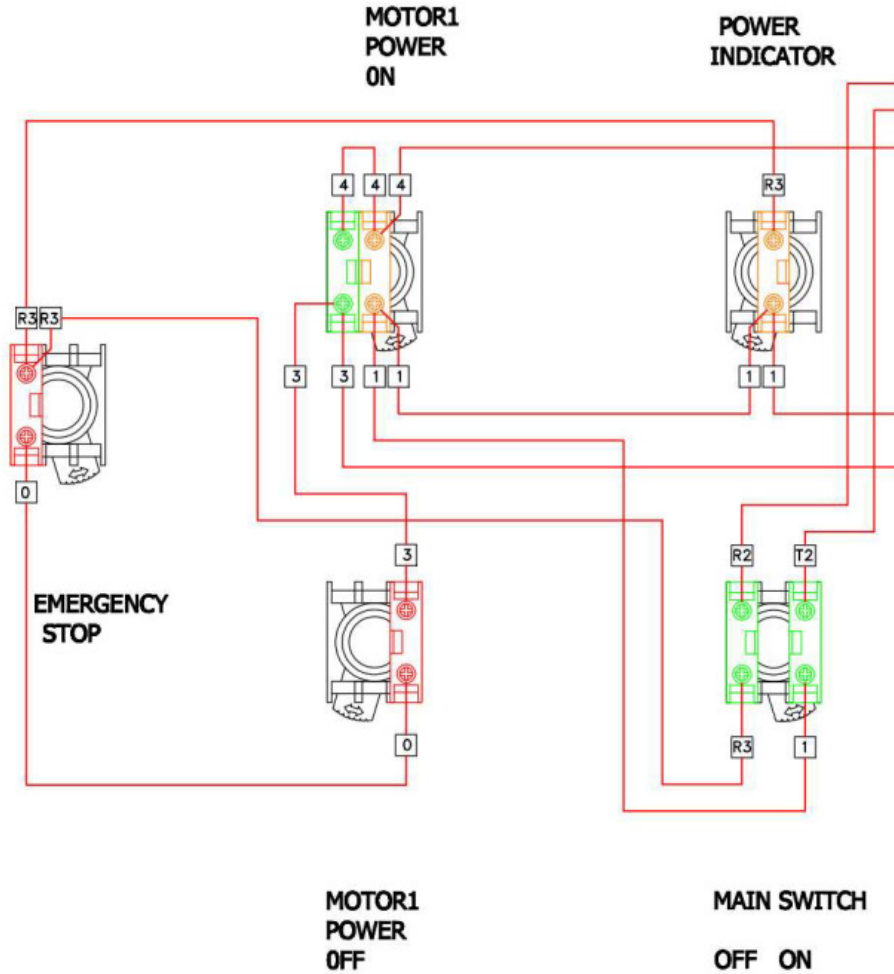 MOTOR1
POWER
0N
POWER
INDICATOR
4 4 4
R3
R3 R3
3 3 1 1
1 1
0
3
R2 T2
EMERGENCY
STOP
0
R3 1
MOTOR1
POWER
0FF
MAIN SWITCH
OFF ON